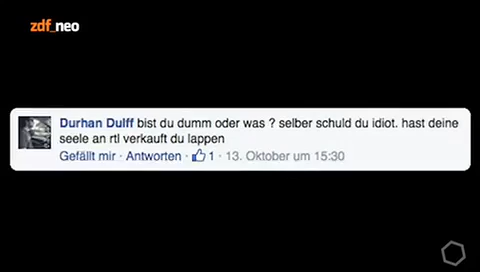 zdf_neo
Durhan Dulff bist du dumm oder was ? selber schuld du idiot. hast deine
seele an rtl verkauft du lappen
Gefällt mir · Antworten · 1 · 13. Oktober um 15:30